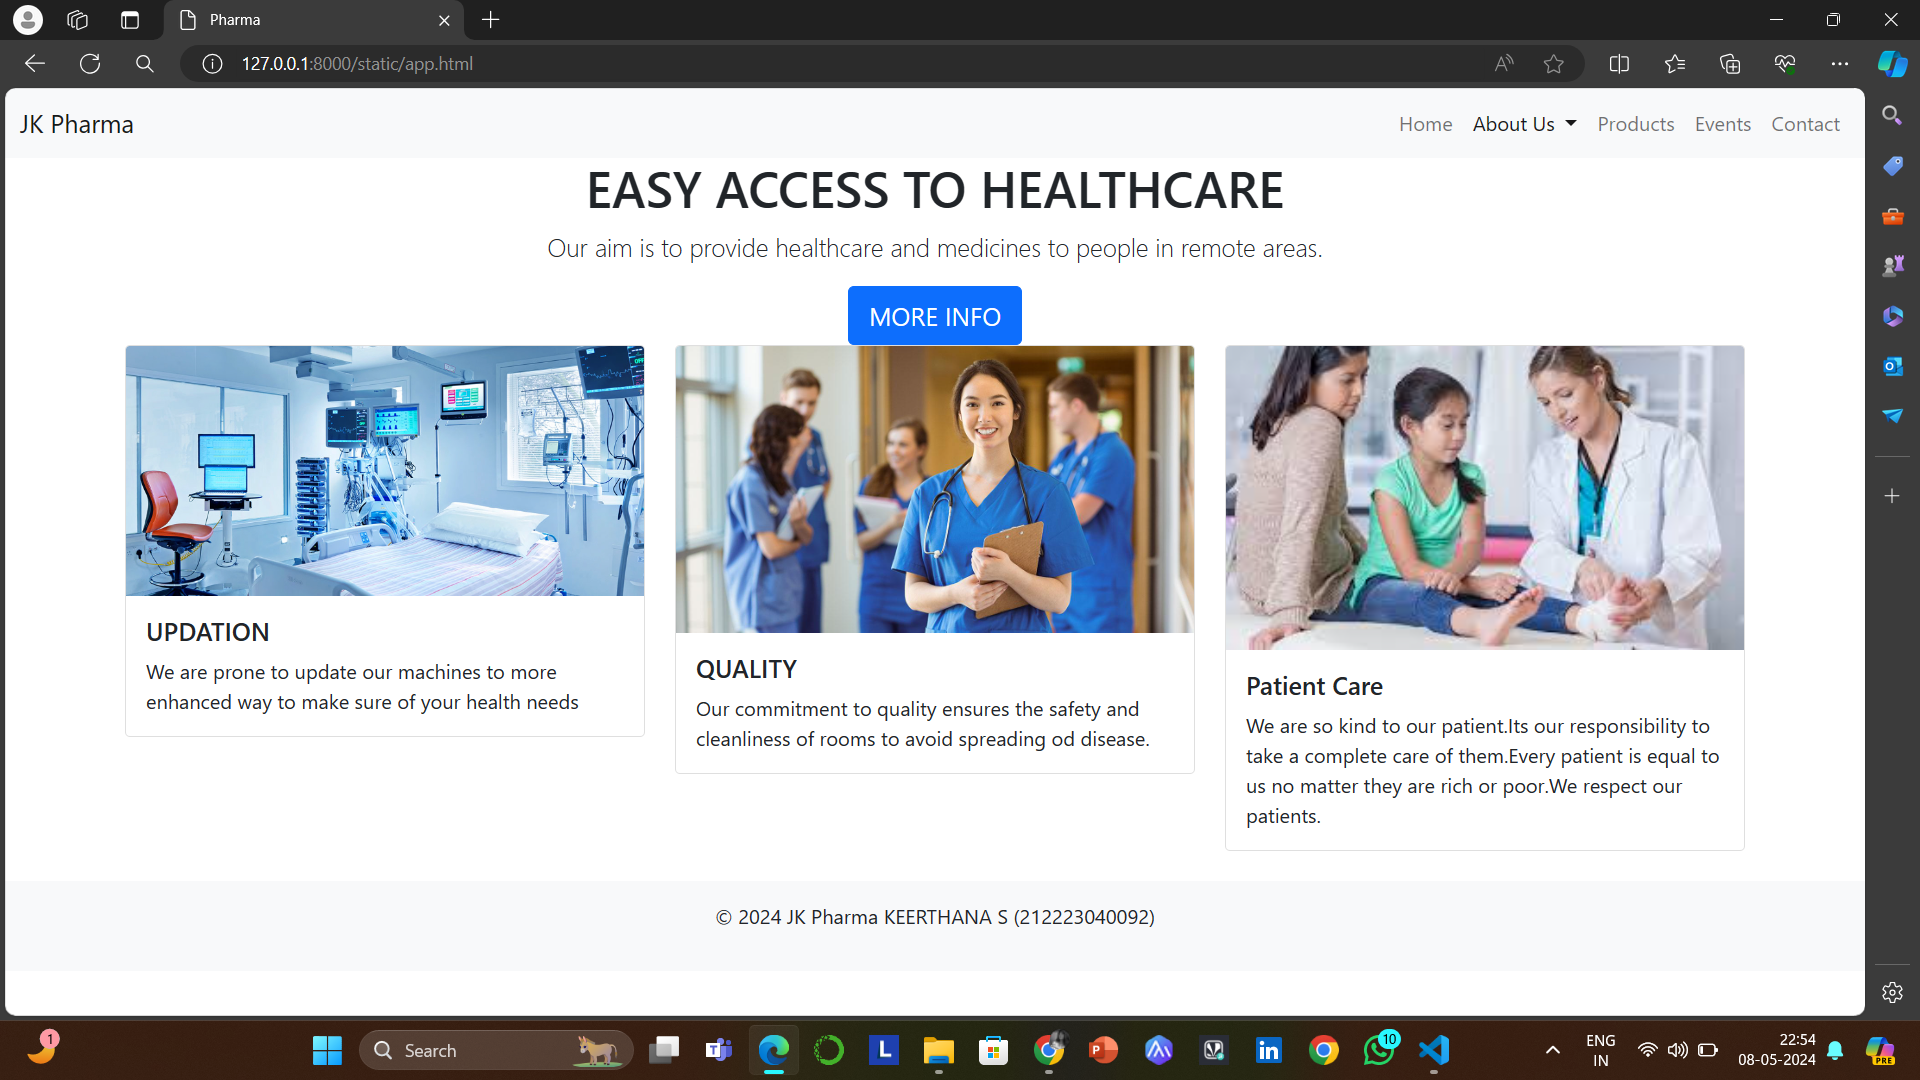 Pharma
127.0.0.1:8000/static/app.html
JK Pharma
Home
About Us
Products
Events
Contact
EASY ACCESS TO HEALTHCARE
Our aim is to provide healthcare and medicines to people in remote areas.
MORE INFO
UPDATION
We are prone to update our machines to more
enhanced way to make sure of your health needs
QUALITY
Our commitment to quality ensures the safety and
cleanliness of rooms to avoid spreading od disease.
Patient Care
We are so kind to our patient.Its our responsibility to
take a complete care of them.Every patient is equal to
us no matter they are rich or poor.We respect our
patients.
© 2024 JK Pharma KEERTHANA S (212223040092)
1
Search
10
ENG
IN
22:54
08-05-2024
PRE